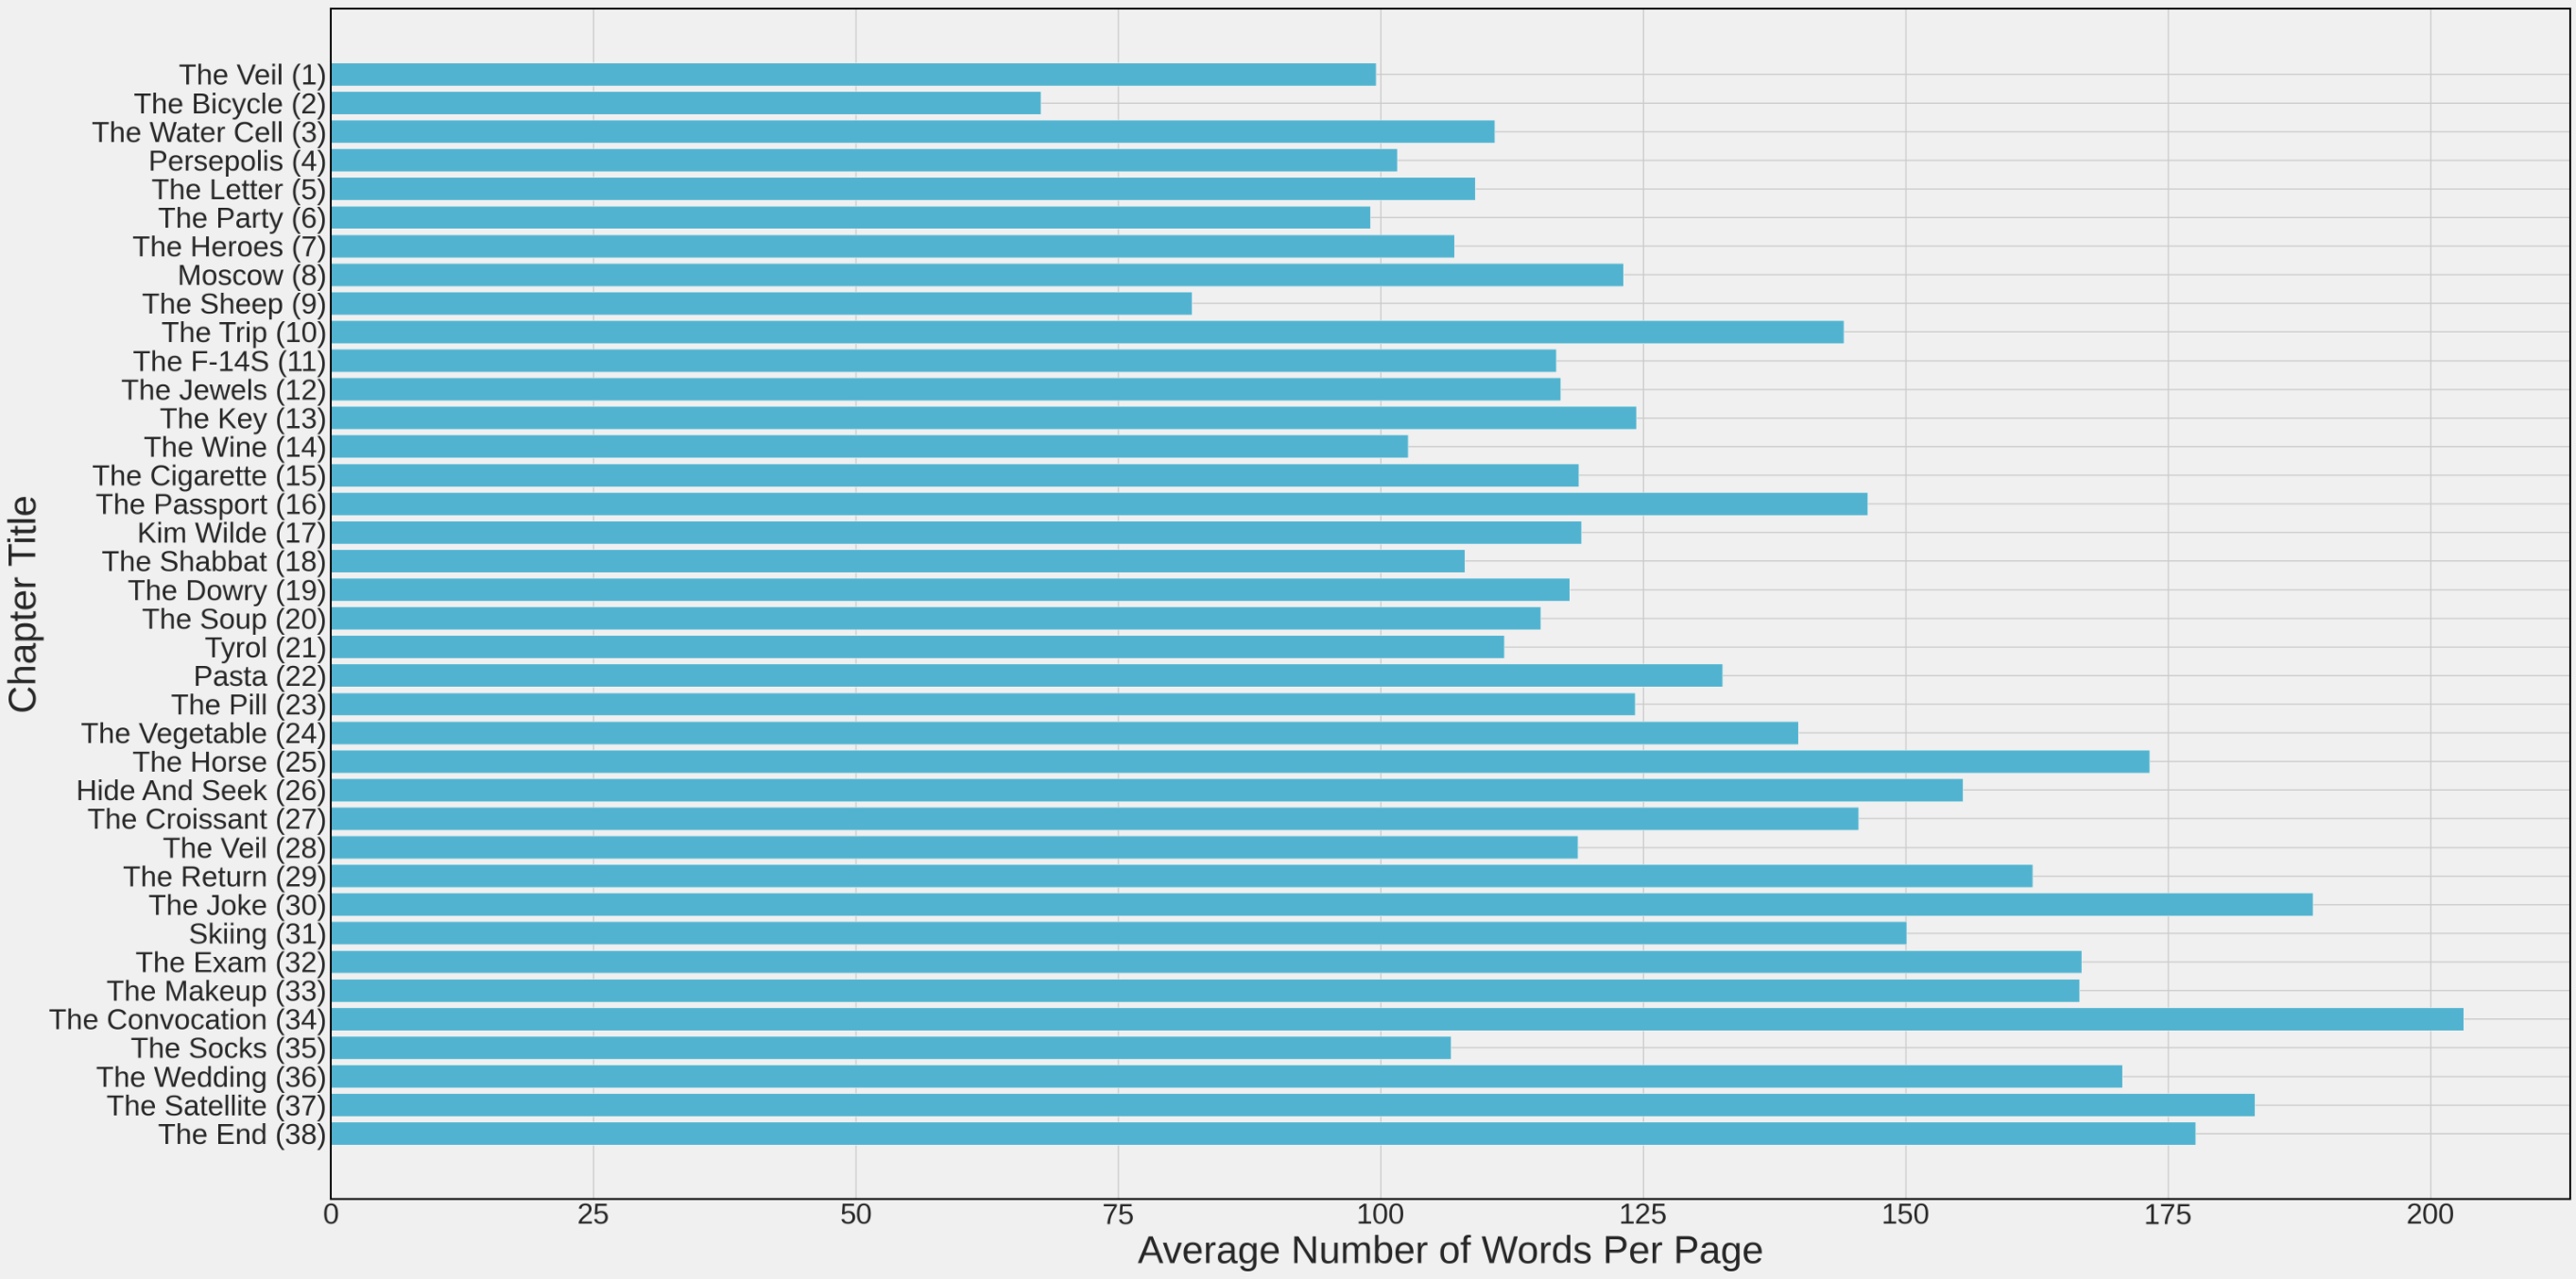 The Veil (1)
The Bicycle (2)
The Water Cell (3)
Persepolis (4)
The Letter (5)
The Party (6)
The Heroes (7)
Moscow (8)
The Sheep (9)
The Trip (10)
The F-14S (11)
The Jewels (12)
The Key (13)
The Wine (14)
The Cigarette (15)
The Passport (16)
Kim Wilde (17)
The Shabbat (18)
The Dowry (19)
The Soup (20)
Tyrol (21)
Pasta (22)
The Pill (23)
The Vegetable (24)
The Horse (25)
Hide And Seek (26)
The Croissant (27)
The Veil (28)
The Return (29)
The Joke (30)
Skiing (31)
The Exam (32)
The Makeup (33)
The Convocation (34)
The Socks (35)
The Wedding (36)
The Satellite (37)
The End (38)
Chapter Title
0 25 50 75 100 125 150 175 200
Average Number of Words Per Page